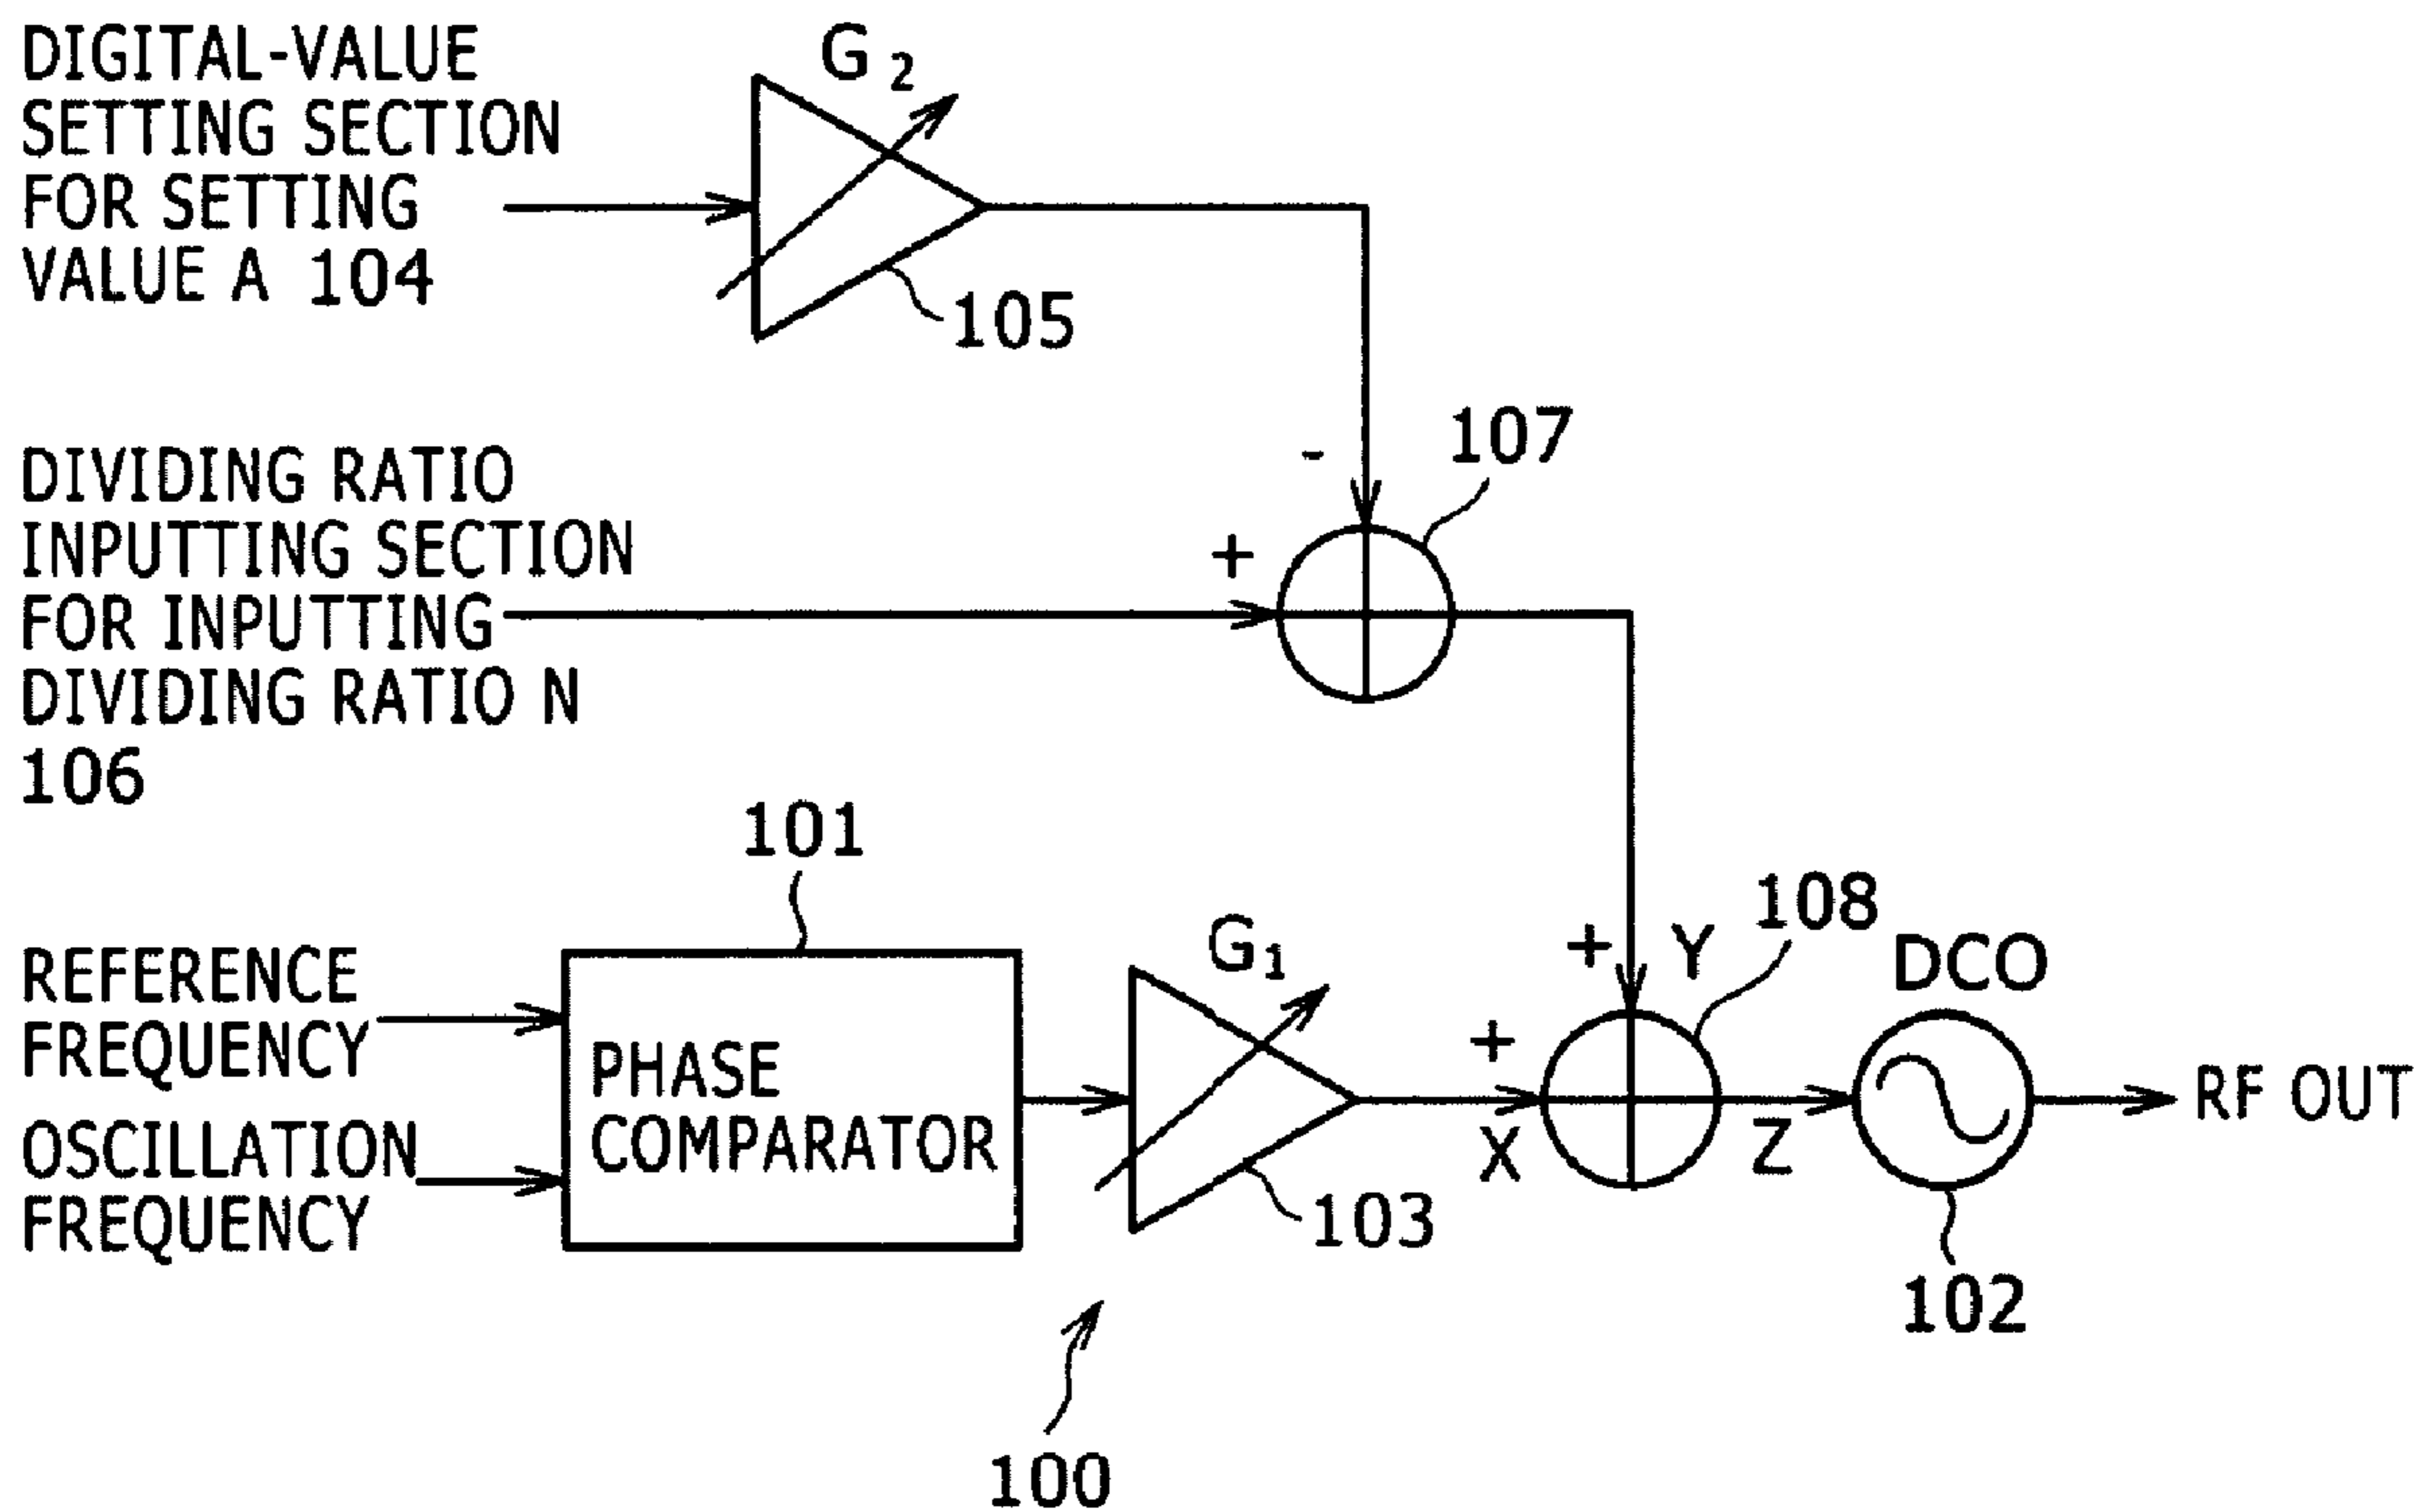 DIGITAL-VALUE
SETTING SECTION
FOR SETTING
VALUE A 104
G2
105
DIVIDING RATIO
INPUTTING SECTION
FOR INPUTTING
DIVIDING RATIO N
106
-
+
107
101
REFERENCE
FREQUENCY
OSCILLATION
FREQUENCY
PHASE
COMPARATOR
G1
103
+
X
+ Y
108
Z
DCO
102
RF OUT
100